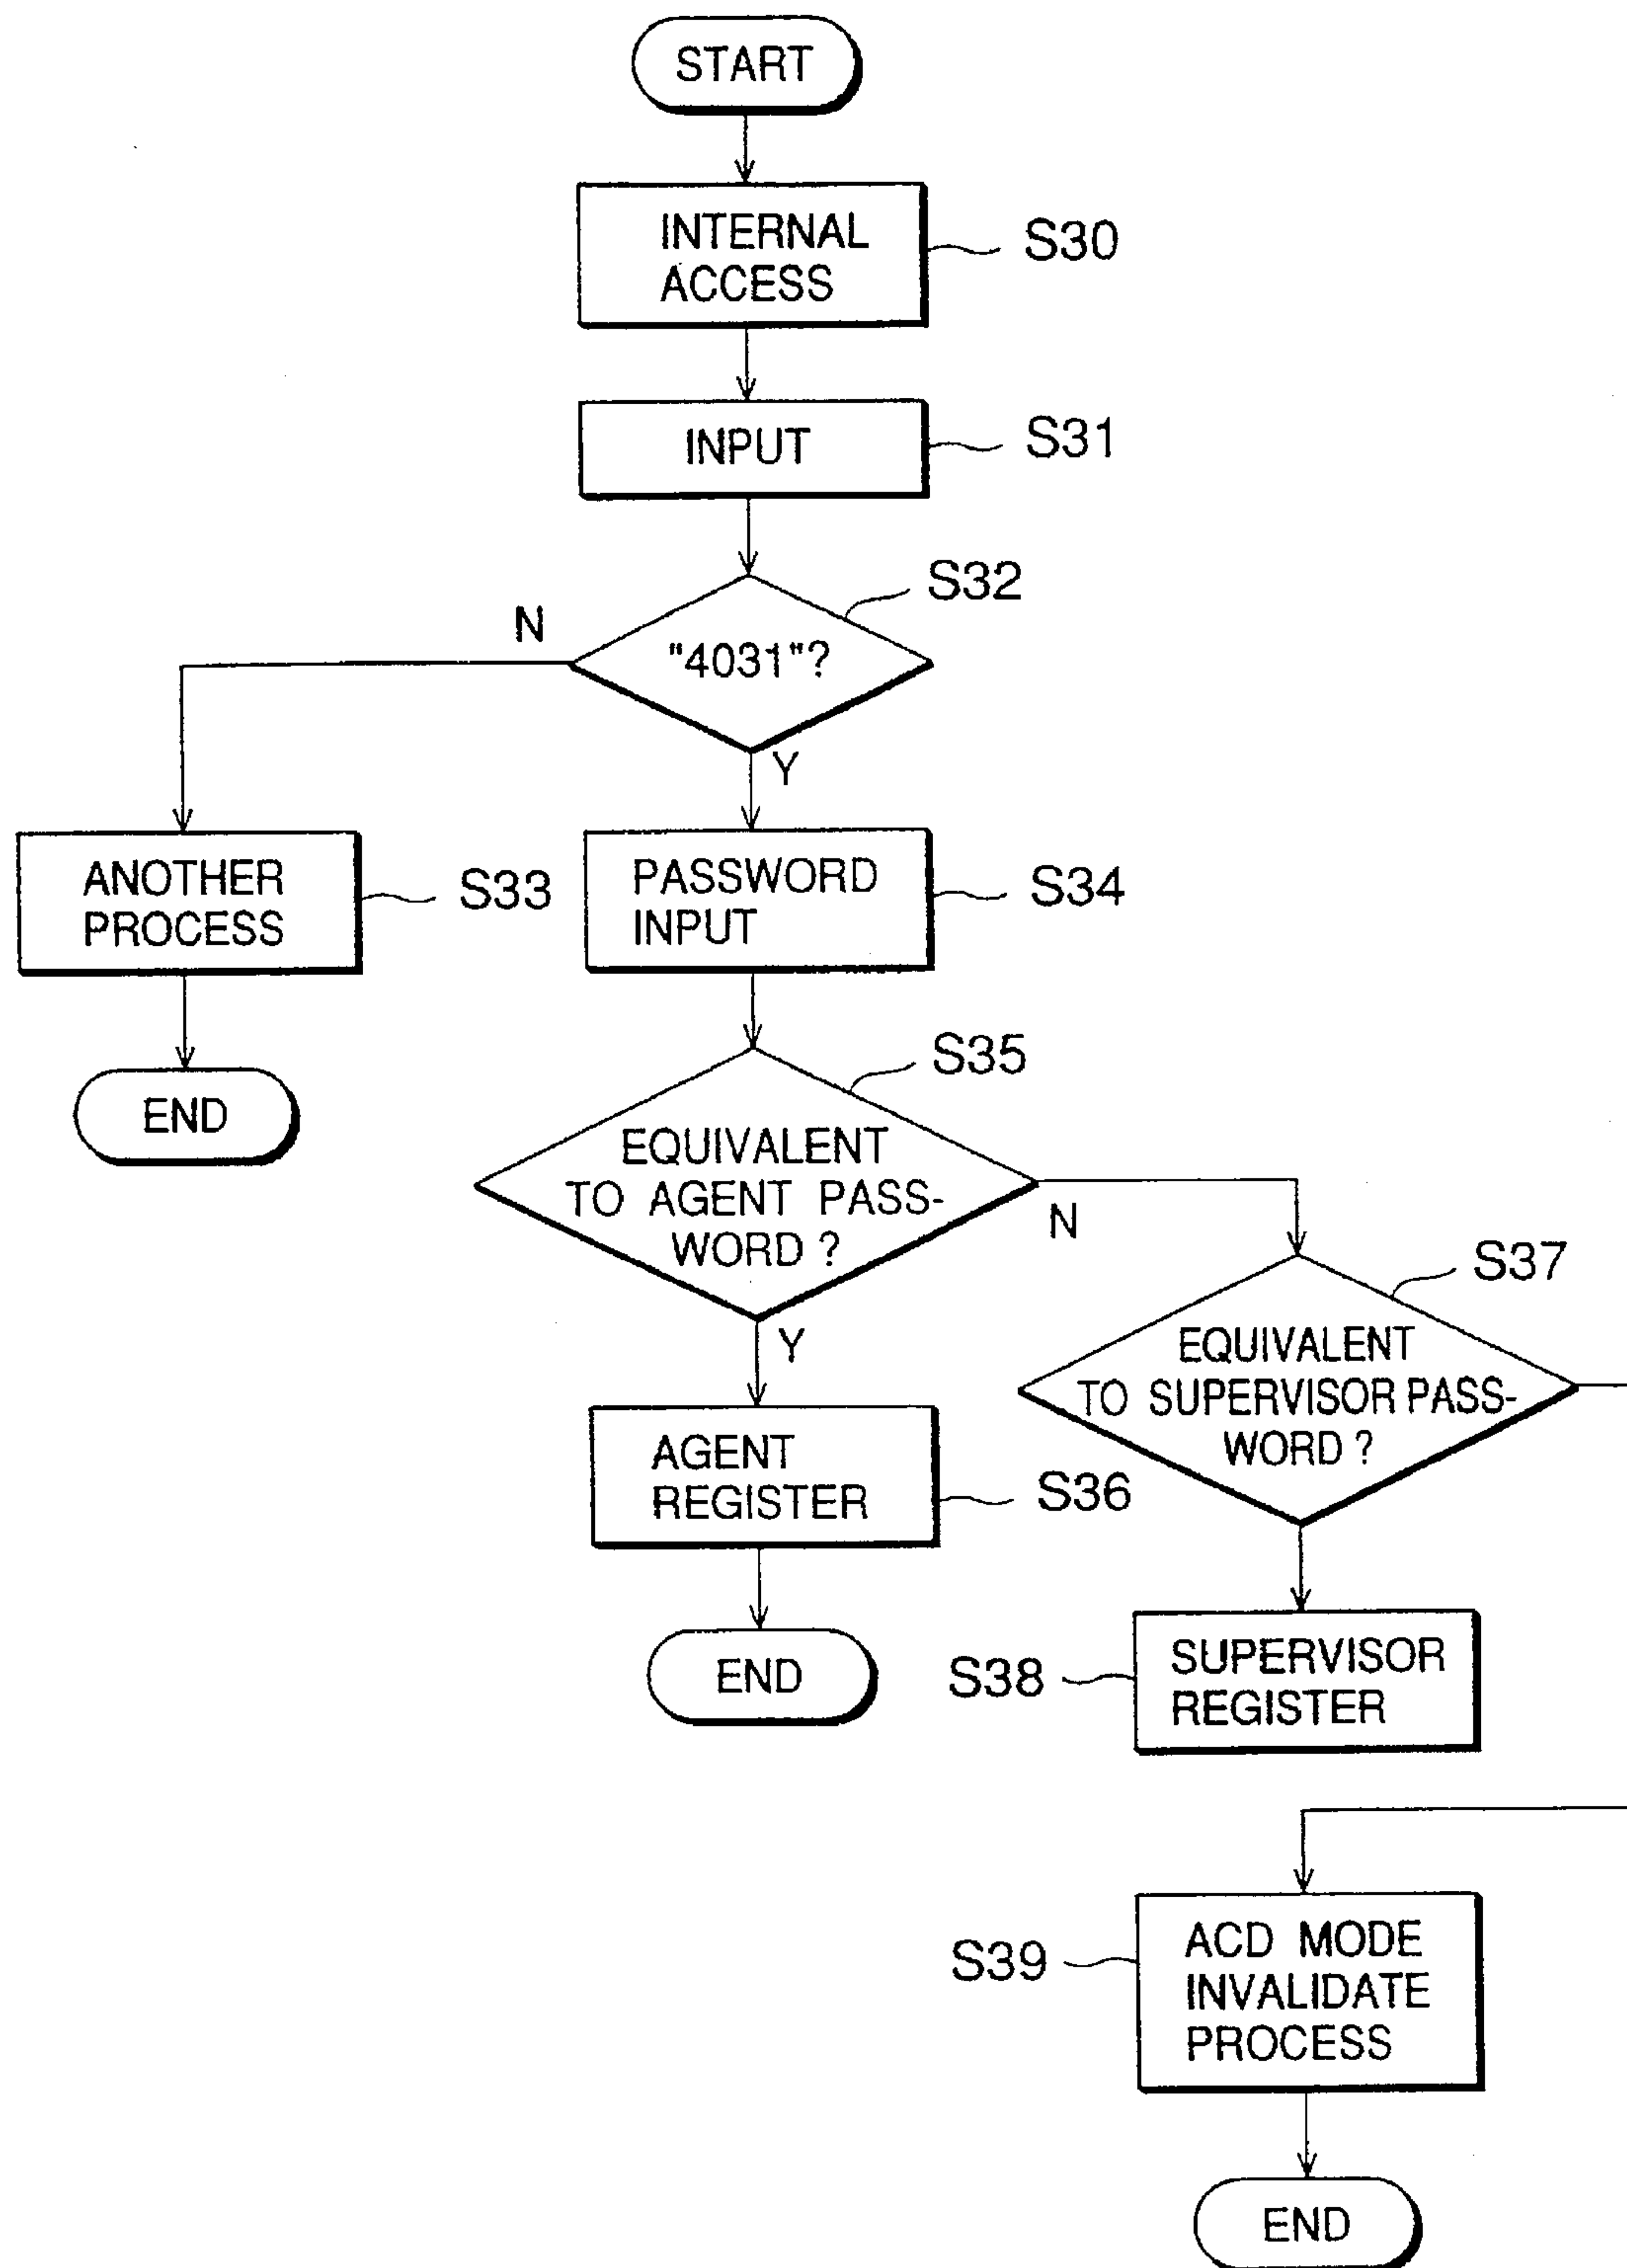 START
INTERNAL
ACCESS
S30
INPUT
S31
S32
N
"4031"?
Y
ANOTHER
PROCESS
S33
PASSWORD
INPUT
S34
END
S35
EQUIVALENT
TO AGENT PASS-
WORD ?
N
Y
S37
EQUIVALENT
TO SUPERVISOR PASS-
WORD ?
AGENT
REGISTER
S36
END
S38
SUPERVISOR
REGISTER
S39
ACD MODE
INVALIDATE
PROCESS
END